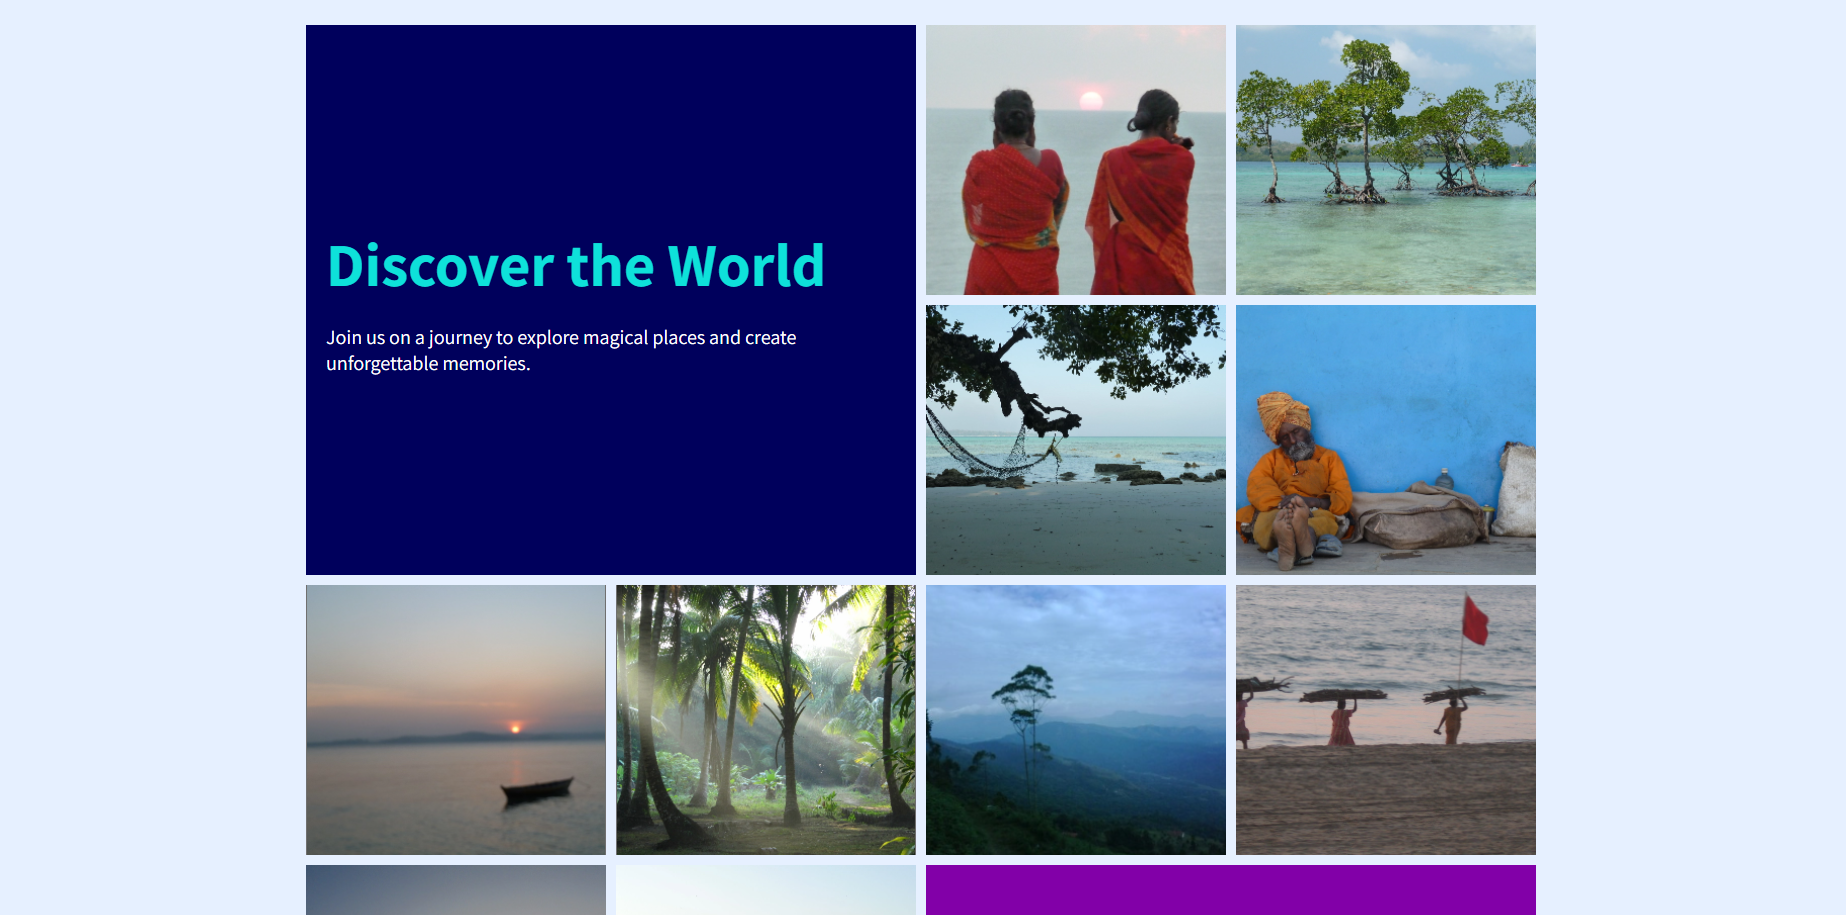 Discover the World
Join us on a journey to explore magical places and create
unforgettable memories.